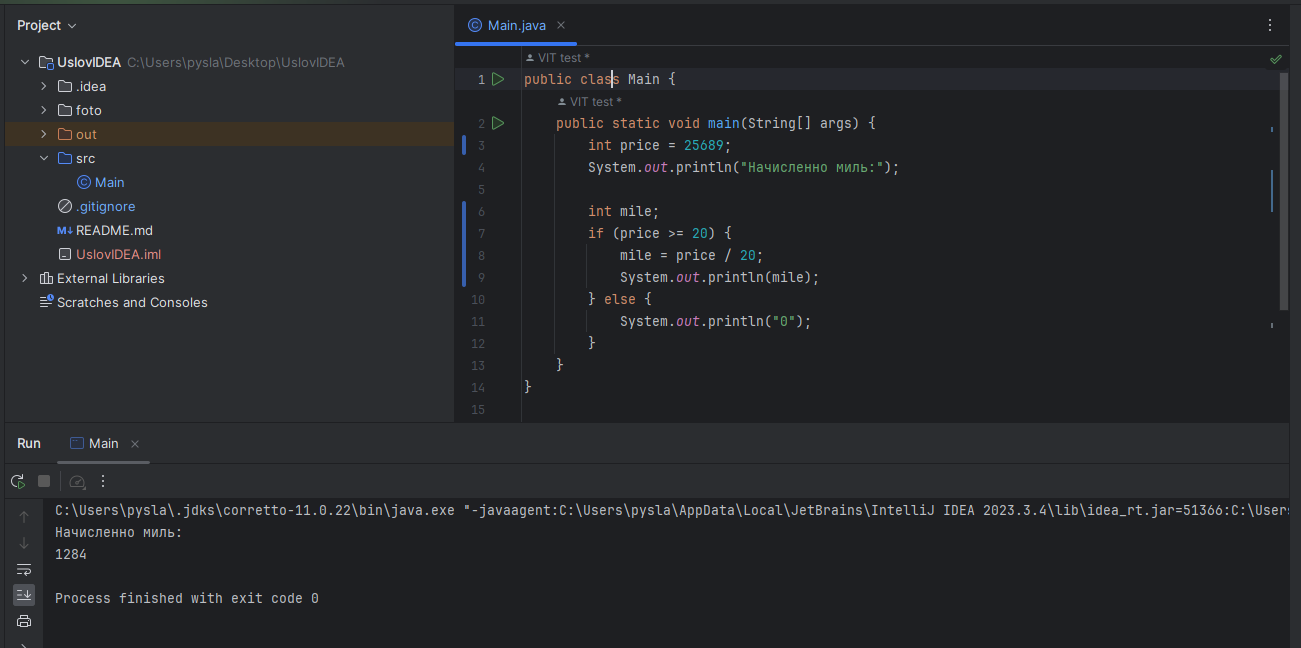 Project
UslovIDEA C:\Users\pysla\Desktop\UslovIDEA
.idea
foto
out
src
Main
.gitignore
README.md
UslovIDEA.iml
External Libraries
Scratches and Consoles
Main.java
VIT test *
1 public class Main {
VIT test *
2 public static void main(String[] args) {
3 int price = 25689;
4 System.out.println("Начисленно миль:");
5
6 int mile;
7 if (price >= 20) {
8 mile = price / 20;
9 System.out.println(mile);
10 } else {
11 System.out.println("0");
12 }
13 }
14 }
15
Run Main
C:\Users\pysla\.jdks\corretto-11.0.22\bin\java.exe "-javaagent:C:\Users\pysla\AppData\Local\JetBrains\IntelliJ IDEA 2023.3.4\lib\idea_rt.jar=51366:C:\Users
Начисленно миль:
1284
Process finished with exit code 0